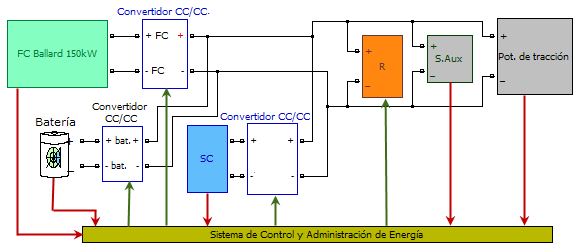 Convertidor CC/CC
FC Ballard 150kW
+ FC +
- FC -
R
S.Aux
Pot. de tracción
+
−
+
−
+
−
Batería
Convertidor
CC/CC
Convertidor CC/CC
+ bat. +
- bat. -
+
−
SC
+ +
- -
Sistema de Control y Administración de Energía